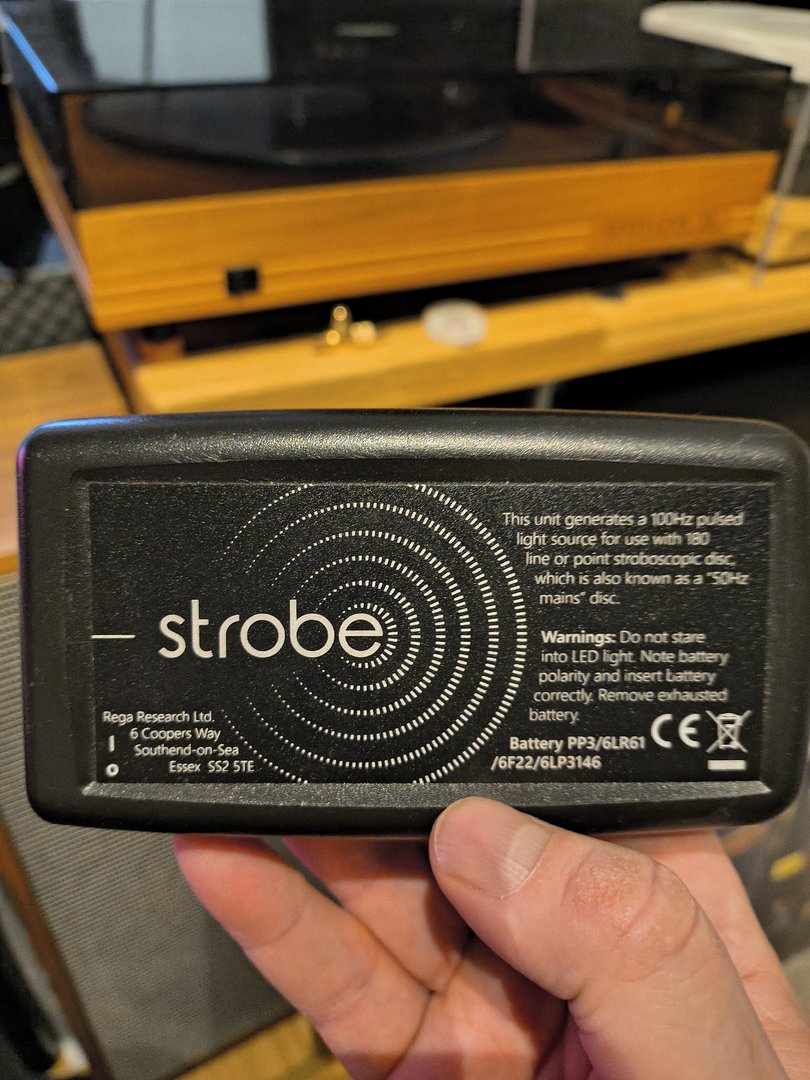 This unit generates a 100Hz pulsed
light source for use with 180
line or point stroboscopic disc,
which is also known as a "50Hz
mains" disc.
strobe
Warnings: Do not stare
into LED light. Note battery
polarity and insert battery
correctly. Remove exhausted
battery.
Rega Research Ltd.
6 Coopers Way
Southend-on-Sea
Essex SS2 5TE
I
O
Battery PP3/6LR61
/6F22/6LP3146
CE